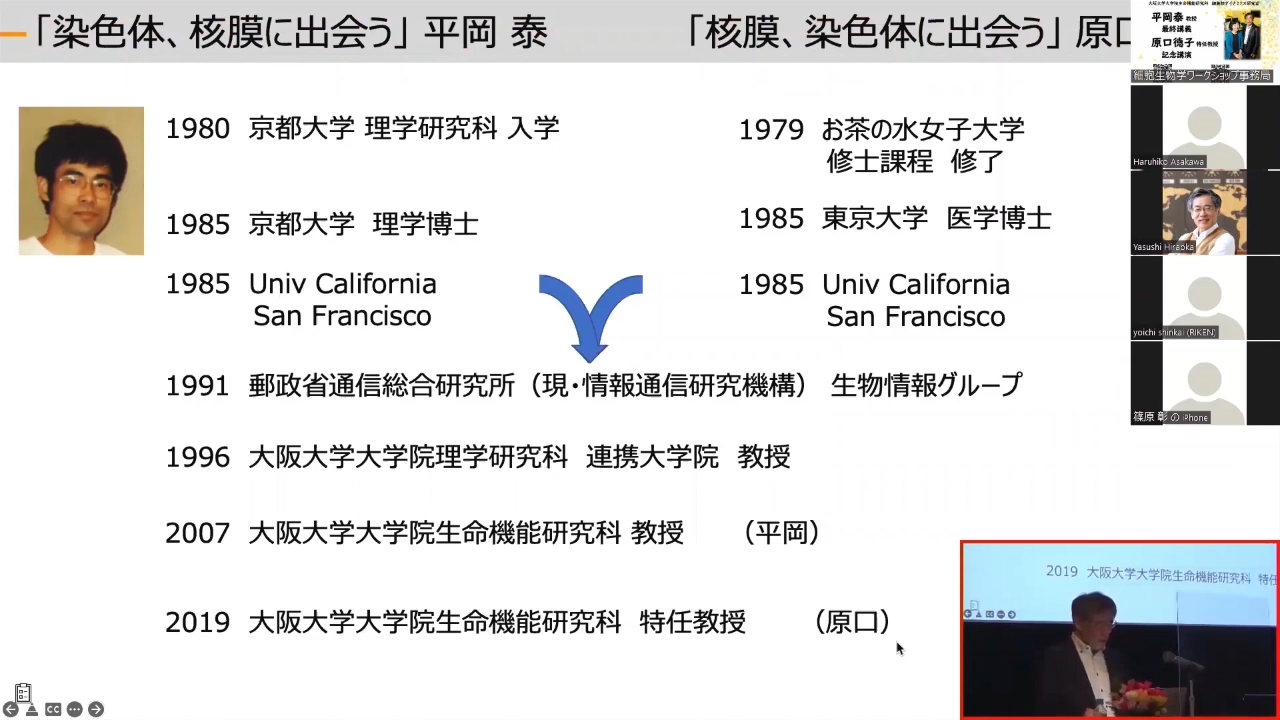 「染色体、核膜に出会う」 平岡 泰
「核膜、染色体に出会う」 原口
1980 京都大学 理学研究科 入学
1985 京都大学 理学博士
1985 Univ California
San Francisco
1979 お茶の水女子大学
修士課程 修了
1985 東京大学 医学博士
1985 Univ California
San Francisco
1991 郵政省通信総合研究所（現・情報通信研究機構） 生物情報グループ
1996 大阪大学大学院理学研究科 連携大学院 教授
2007 大阪大学大学院生命機能研究科 教授 （平岡）
2019 大阪大学大学院生命機能研究科 特任教授 （原口）
CC
平岡泰 教授
最終講義
原口徳子 特任教授
記念講演
細胞生物学ワークショップ事務局
Haruhiko Asakawa
Yasushi Hiraoka
yoichi shinkai (RIKEN)
篠原 彰 の iPhone
2019 大阪大学大学院生命機能研究科 特任